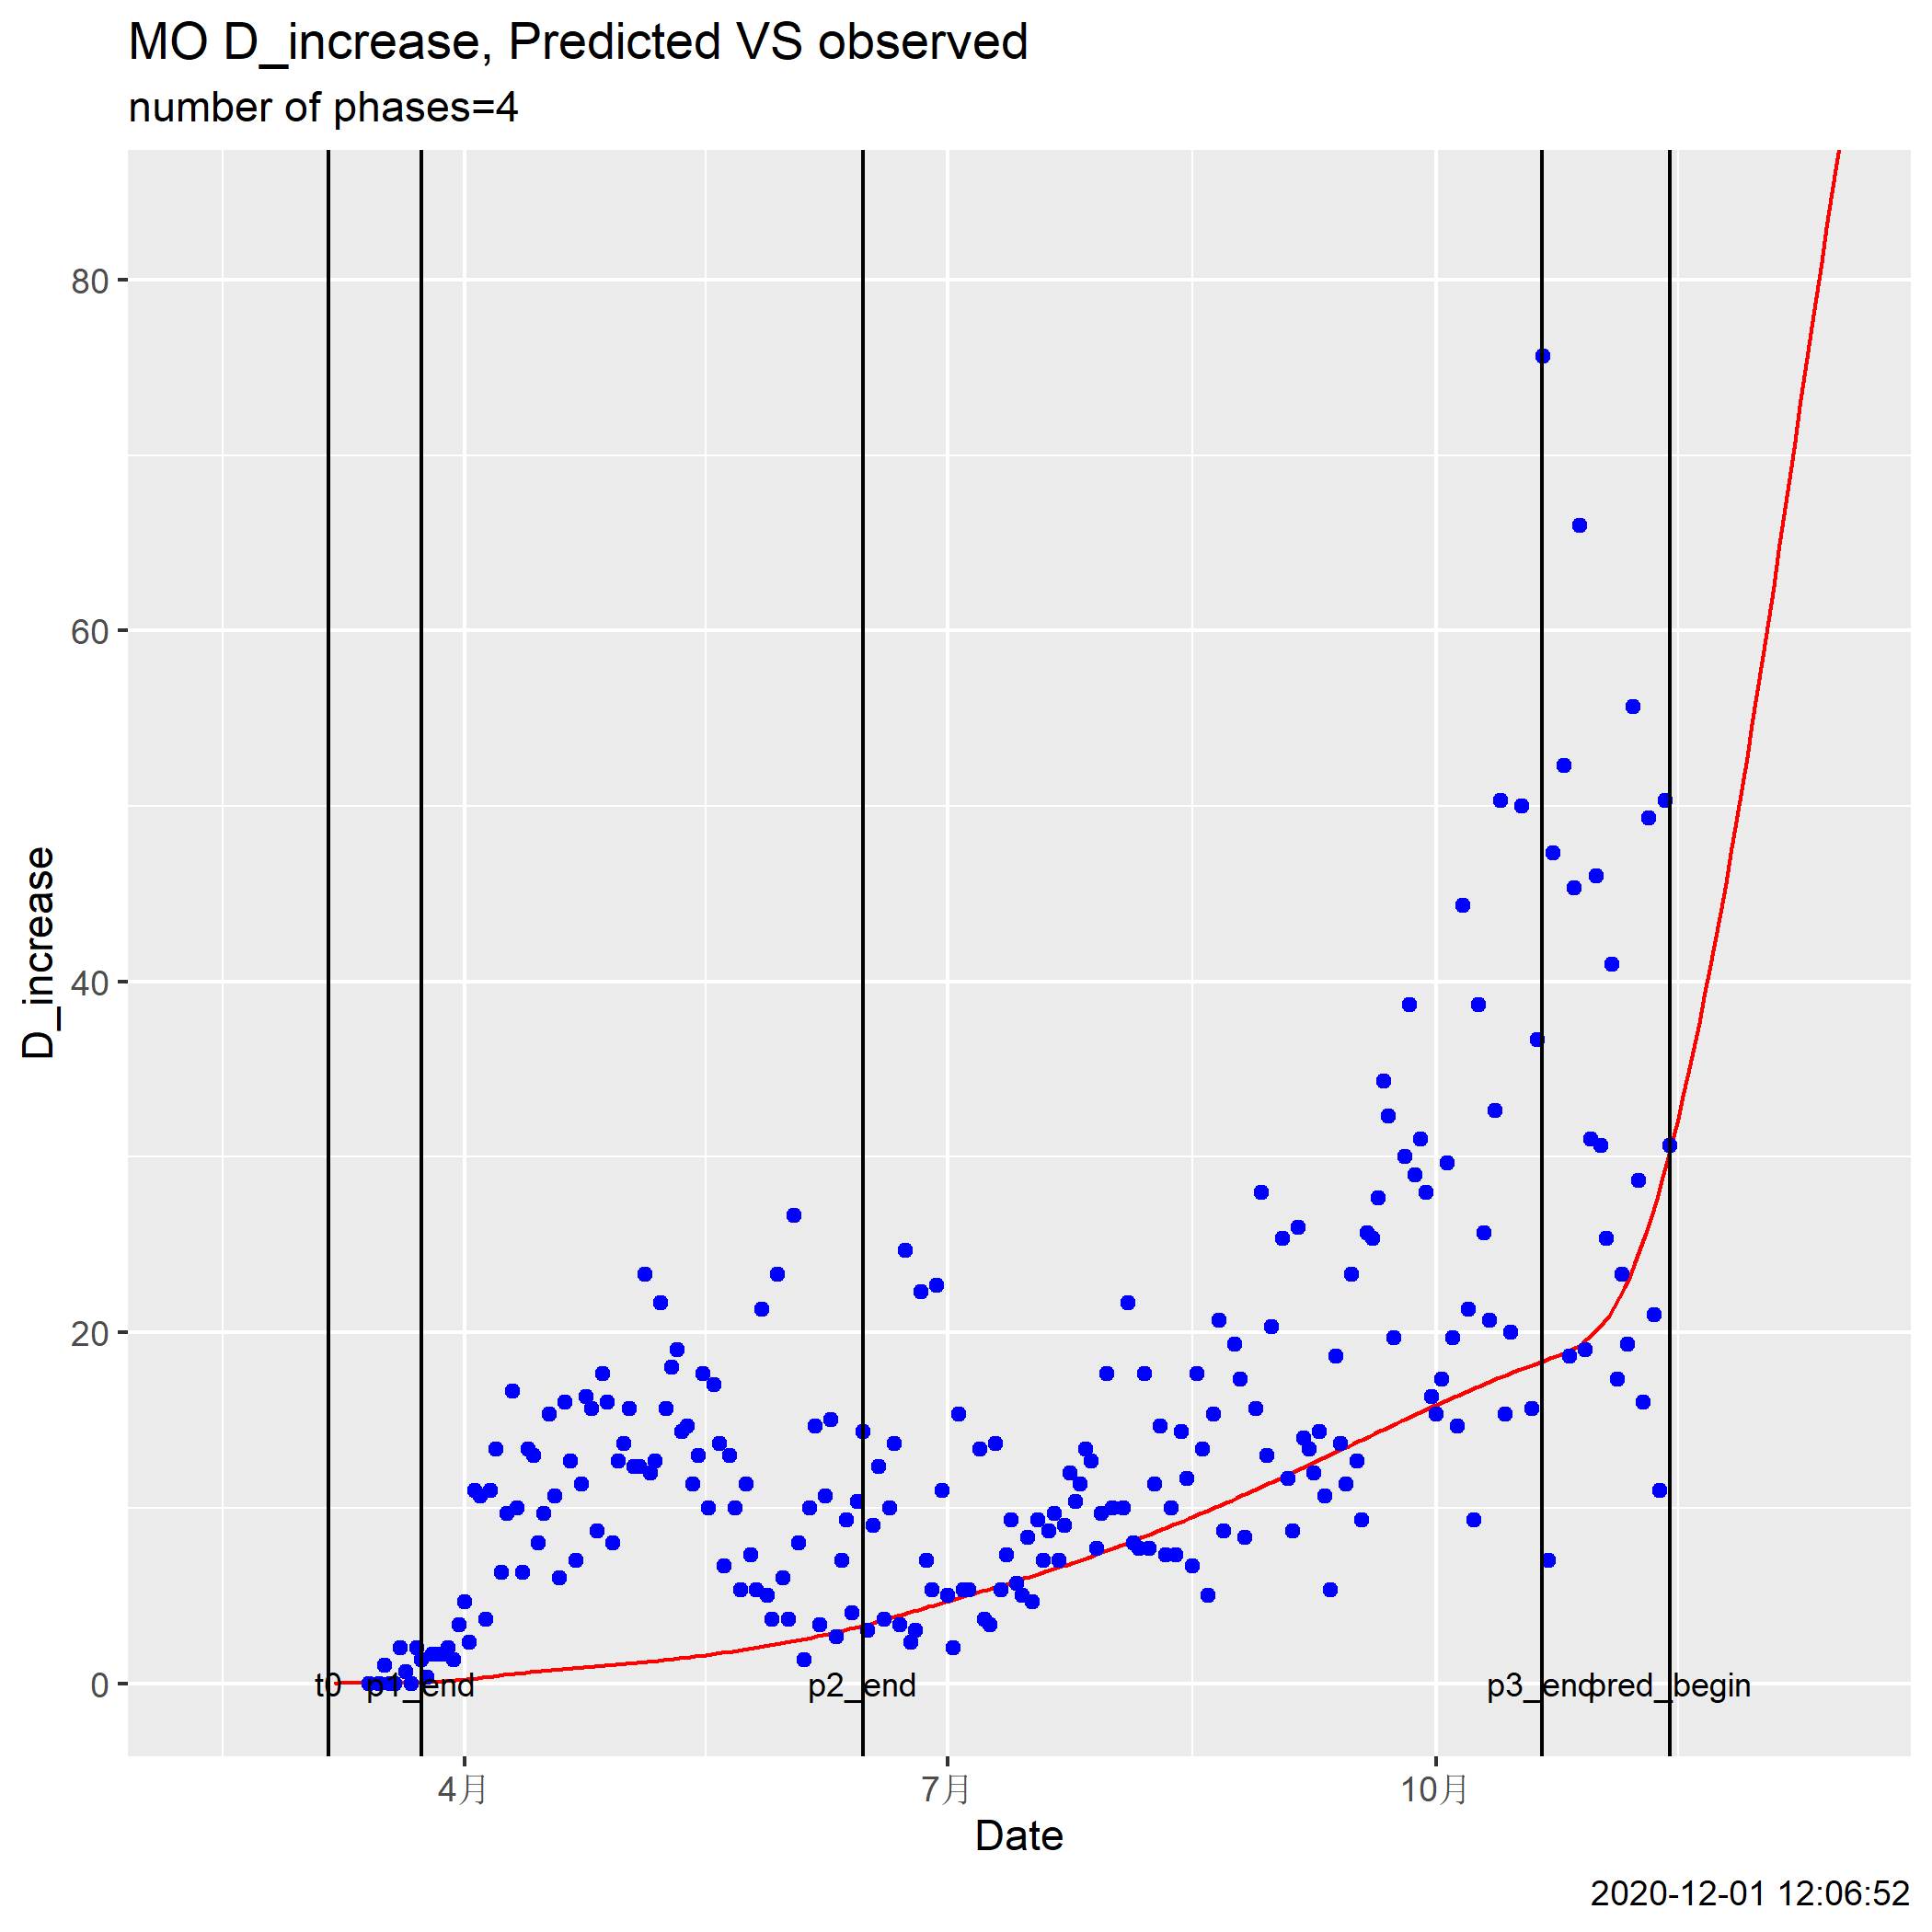 MO D_increase, Predicted VS observed
number of phases=4
80
60
40
20
0
D_increase
t0 p1_end p2_end p3_end pred_begin
4月 7月 10月
Date
2020-12-01 12:06:52